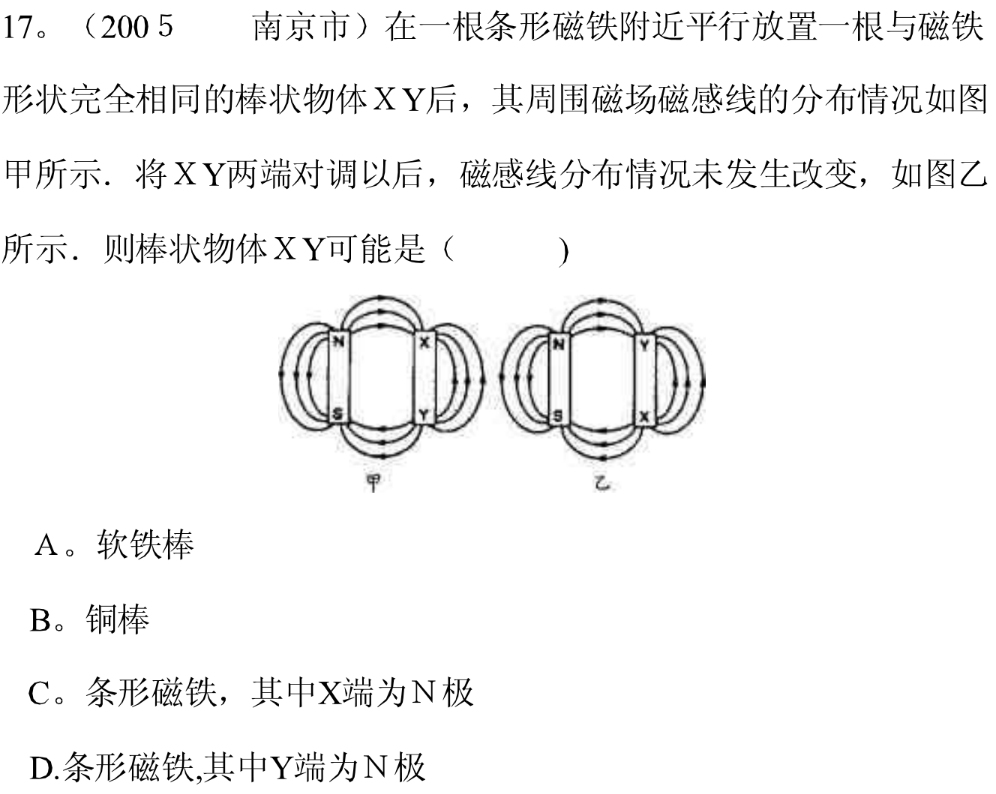 17。（2005 南京市）在一根条形磁铁附近平行放置一根与磁铁
形状完全相同的棒状物体ＸY后，其周围磁场磁感线的分布情况如图
甲所示．将ＸY两端对调以后，磁感线分布情况未发生改变，如图乙
所示．则棒状物体ＸY可能是（ )
N X N Y
S Y S X
甲 乙
A。软铁棒
B。铜棒
C。条形磁铁，其中X端为Ｎ极
D.条形磁铁,其中Y端为Ｎ极